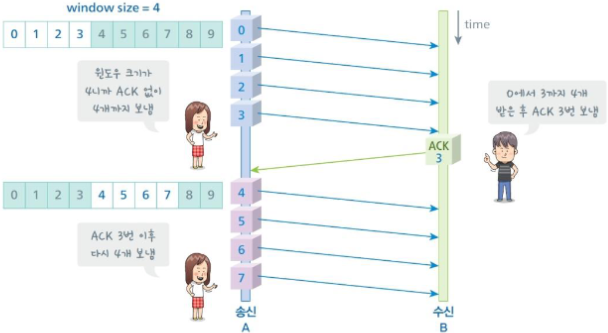 window size = 4
0 1 2 3 4 5 6 7 8 9
윈도우 크기가
4니까 ACK 없이
4개까지 보냄
0
1
2
3
time
0에서 3까지 4개
받은 후 ACK 3번 보냄
ACK
3
0 1 2 3 4 5 6 7 8 9
ACK 3번 이후
다시 4개 보냄
4
5
6
7
송신
A
수신
B